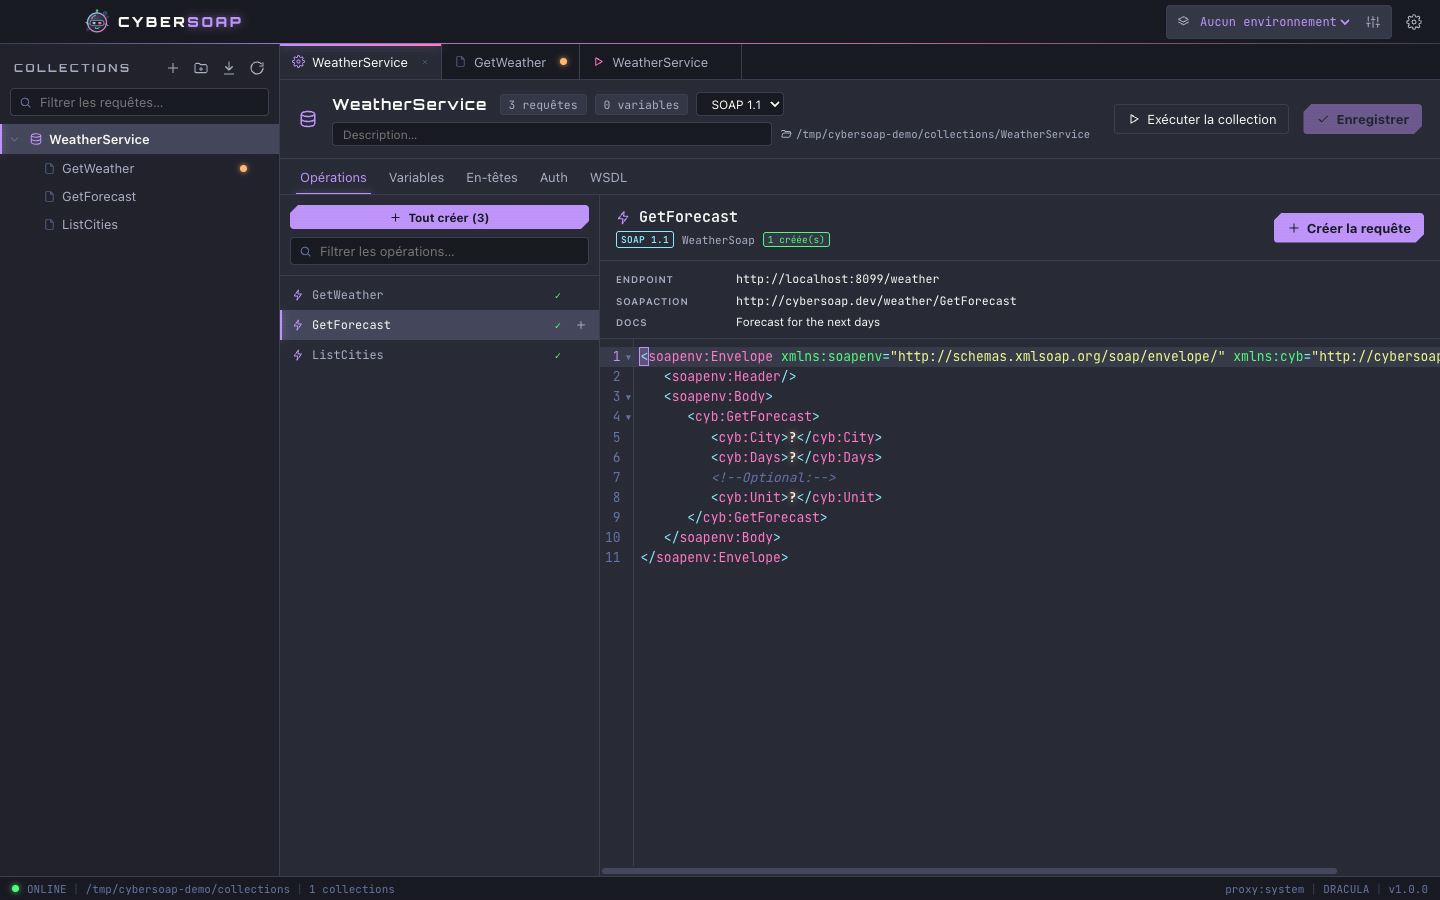 CYBERSOAP
Aucun environnement
COLLECTIONS
Filtrer les requêtes...
WeatherService
GetWeather
GetForecast
ListCities
WeatherService
GetWeather
WeatherService
WeatherService 3 requêtes 0 variables SOAP 1.1
Description...
/tmp/cybersoap-demo/collections/WeatherService
Exécuter la collection
Enregistrer
Opérations Variables En-têtes Auth WSDL
Tout créer (3)
Filtrer les opérations...
GetWeather ✓
GetForecast ✓ +
ListCities ✓
GetForecast
SOAP 1.1 WeatherSoap 1 créée(s)
Créer la requête
ENDPOINT http://localhost:8099/weather
SOAPACTION http://cybersoap.dev/weather/GetForecast
DOCS Forecast for the next days
1 <soapenv:Envelope xmlns:soapenv="http://schemas.xmlsoap.org/soap/envelope/" xmlns:cyb="http://cybersoap
2 <soapenv:Header/>
3 <soapenv:Body>
4 <cyb:GetForecast>
5 <cyb:City>?</cyb:City>
6 <cyb:Days>?</cyb:Days>
7 <!--Optional:-->
8 <cyb:Unit>?</cyb:Unit>
9 </cyb:GetForecast>
10 </soapenv:Body>
11 </soapenv:Envelope>
ONLINE | /tmp/cybersoap-demo/collections | 1 collections
proxy:system | DRACULA | v1.0.0